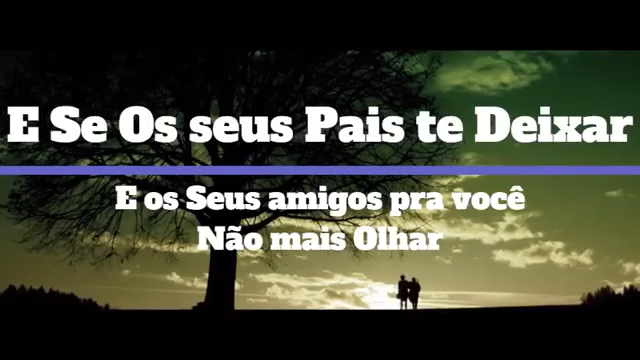 E Se Os seus Pais te Deixar
E os Seus amigos pra você
Não mais Olhar